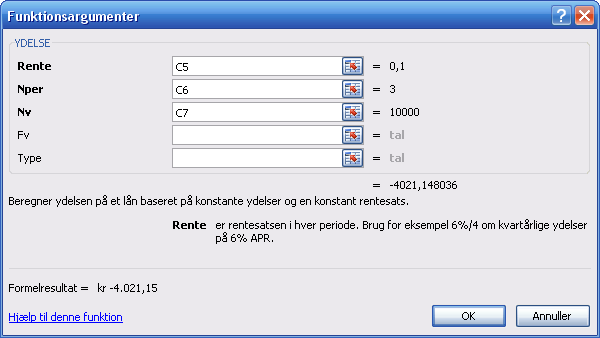 Funktionsargumenter
YDELSE
Rente C5 = 0,1
Nper C6 = 3
Nv C7 = 10000
Fv = tal
Type = tal
= -4021,148036
Beregner ydelsen på et lån baseret på konstante ydelser og en konstant rentesats.
Rente er rentesatsen i hver periode. Brug for eksempel 6%/4 om kvartårlige ydelser
på 6% APR.
Formelresultat = kr -4.021,15
Hjælp til denne funktion OK Annuller